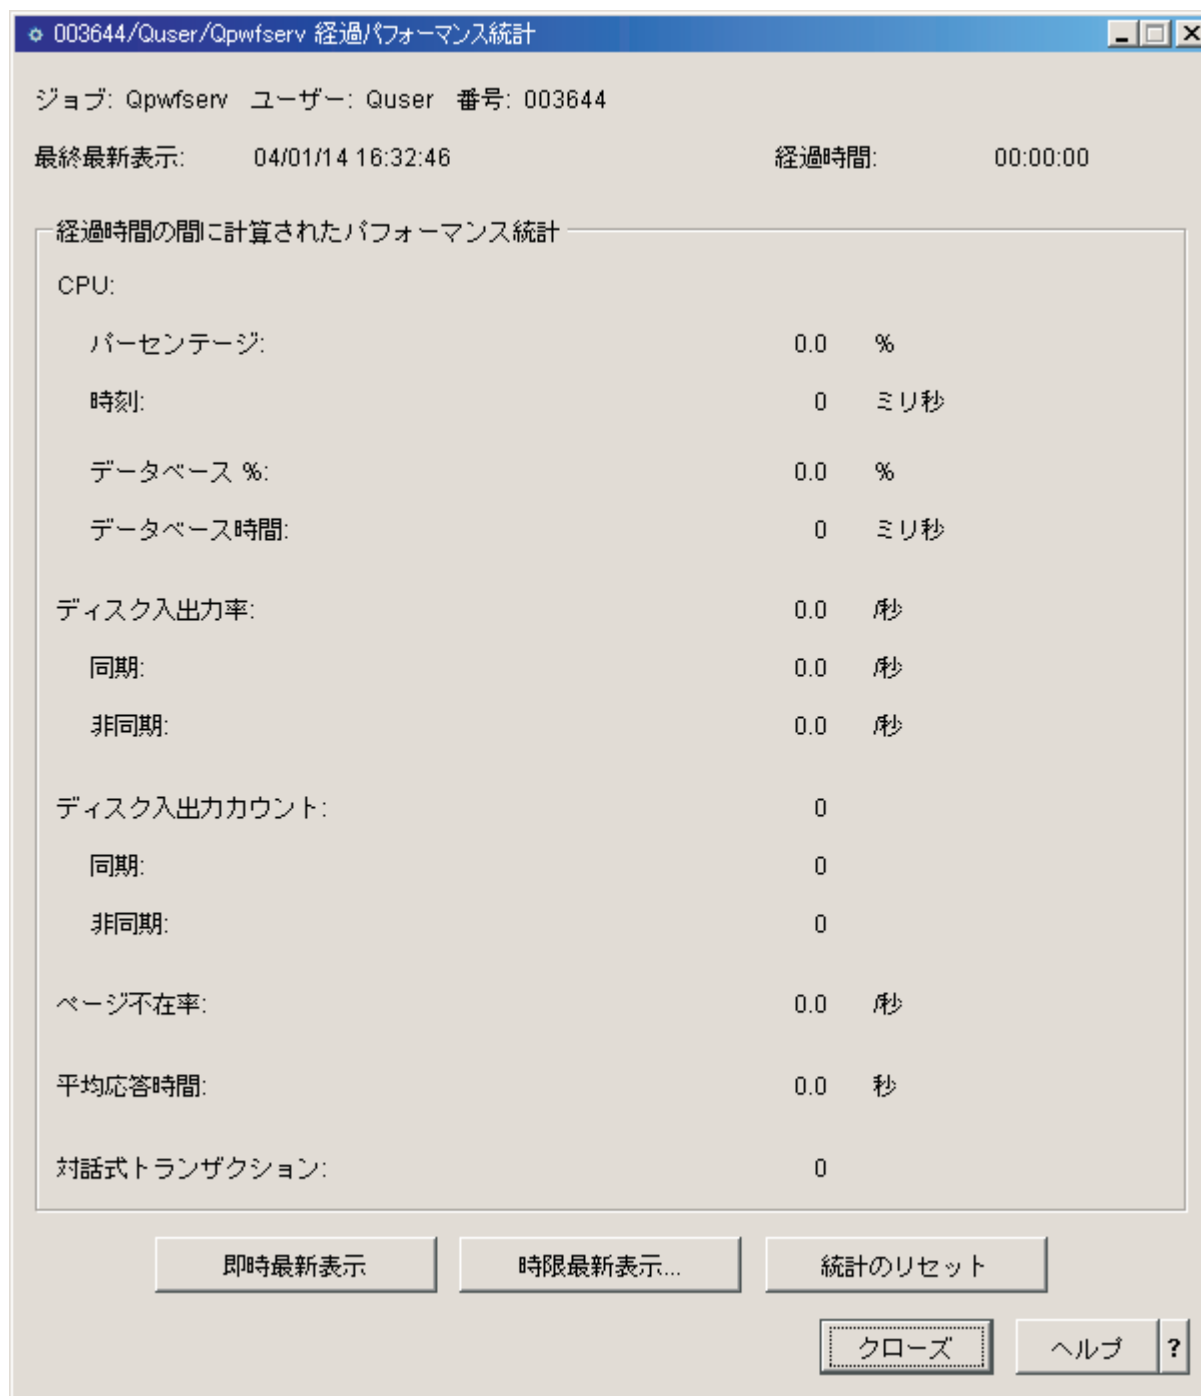 003644/Quser/Qpwfserv 経過パフォーマンス統計
ジョブ: Qpwfserv ユーザー: Quser 番号: 003644
最終最新表示: 04/01/14 16:32:46 経過時間: 00:00:00
経過時間の間に計算されたパフォーマンス統計
CPU:
パーセンテージ: 0.0 %
時刻: 0 ミリ秒
データベース %: 0.0 %
データベース時間: 0 ミリ秒
ディスク入出力率: 0.0 /秒
同期: 0.0 /秒
非同期: 0.0 /秒
ディスク入出力カウント: 0
同期: 0
非同期: 0
ページ不在率: 0.0 /秒
平均応答時間: 0.0 秒
対話式トランザクション: 0
即時最新表示 時限最新表示... 統計のリセット
クローズ ヘルプ ?